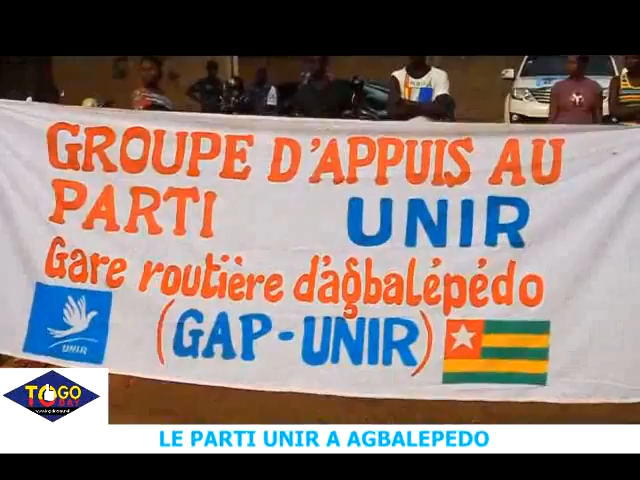 GROUPE D'APPUIS AU
PARTI UNIR
Gare routière d'agbalépédo
(GAP-UNIR)
UNIR
TOGO
LE PARTI UNIR A AGBALEPEDO